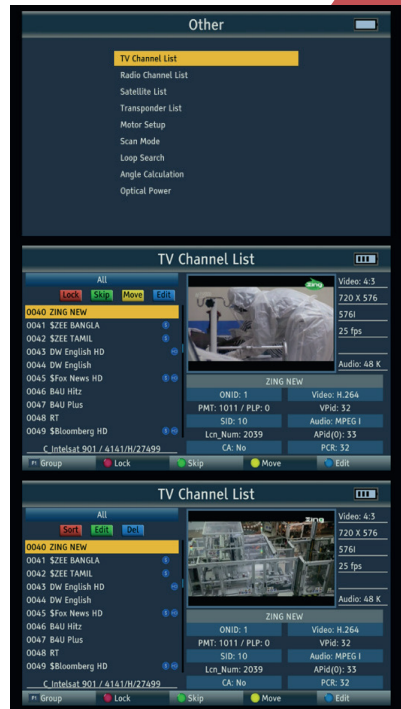 Other
TV Channel List
Radio Channel List
Satellite List
Transponder List
Motor Setup
Scan Mode
Loop Search
Angle Calculation
Optical Power
TV Channel List
All
Lock Skip Move Edit
0040 ZING NEW
0041 $ZEE BANGLA
0042 $ZEE TAMIL
0043 DW English HD
0044 DW English
0045 $Fox News HD
0046 B4U Hitz
0047 B4U Plus
0048 RT
0049 $Bloomberg HD
C_Intelsat 901 / 4141/H/27499
zing
Video: 4:3
720 X 576
576I
25 fps
Audio: 48 K
ZING NEW
ONID: 1 Video: H.264
PMT: 1011 / PLP: 0 VPid: 32
SID: 10 Audio: MPEG I
Lcn_Num: 2039 APid(0): 33
CA: No PCR: 32
F1 Group Lock Skip Move Edit
TV Channel List
All
Sort Edit Del
0040 ZING NEW
0041 $ZEE BANGLA
0042 $ZEE TAMIL
0043 DW English HD
0044 DW English
0045 $Fox News HD
0046 B4U Hitz
0047 B4U Plus
0048 RT
0049 $Bloomberg HD
C_Intelsat 901 / 4141/H/27499
zing
Video: 4:3
720 X 576
576I
25 fps
Audio: 48 K
ZING NEW
ONID: 1 Video: H.264
PMT: 1011 / PLP: 0 VPid: 32
SID: 10 Audio: MPEG I
Lcn_Num: 2039 APid(0): 33
CA: No PCR: 32
F1 Group Lock Skip Move Edit